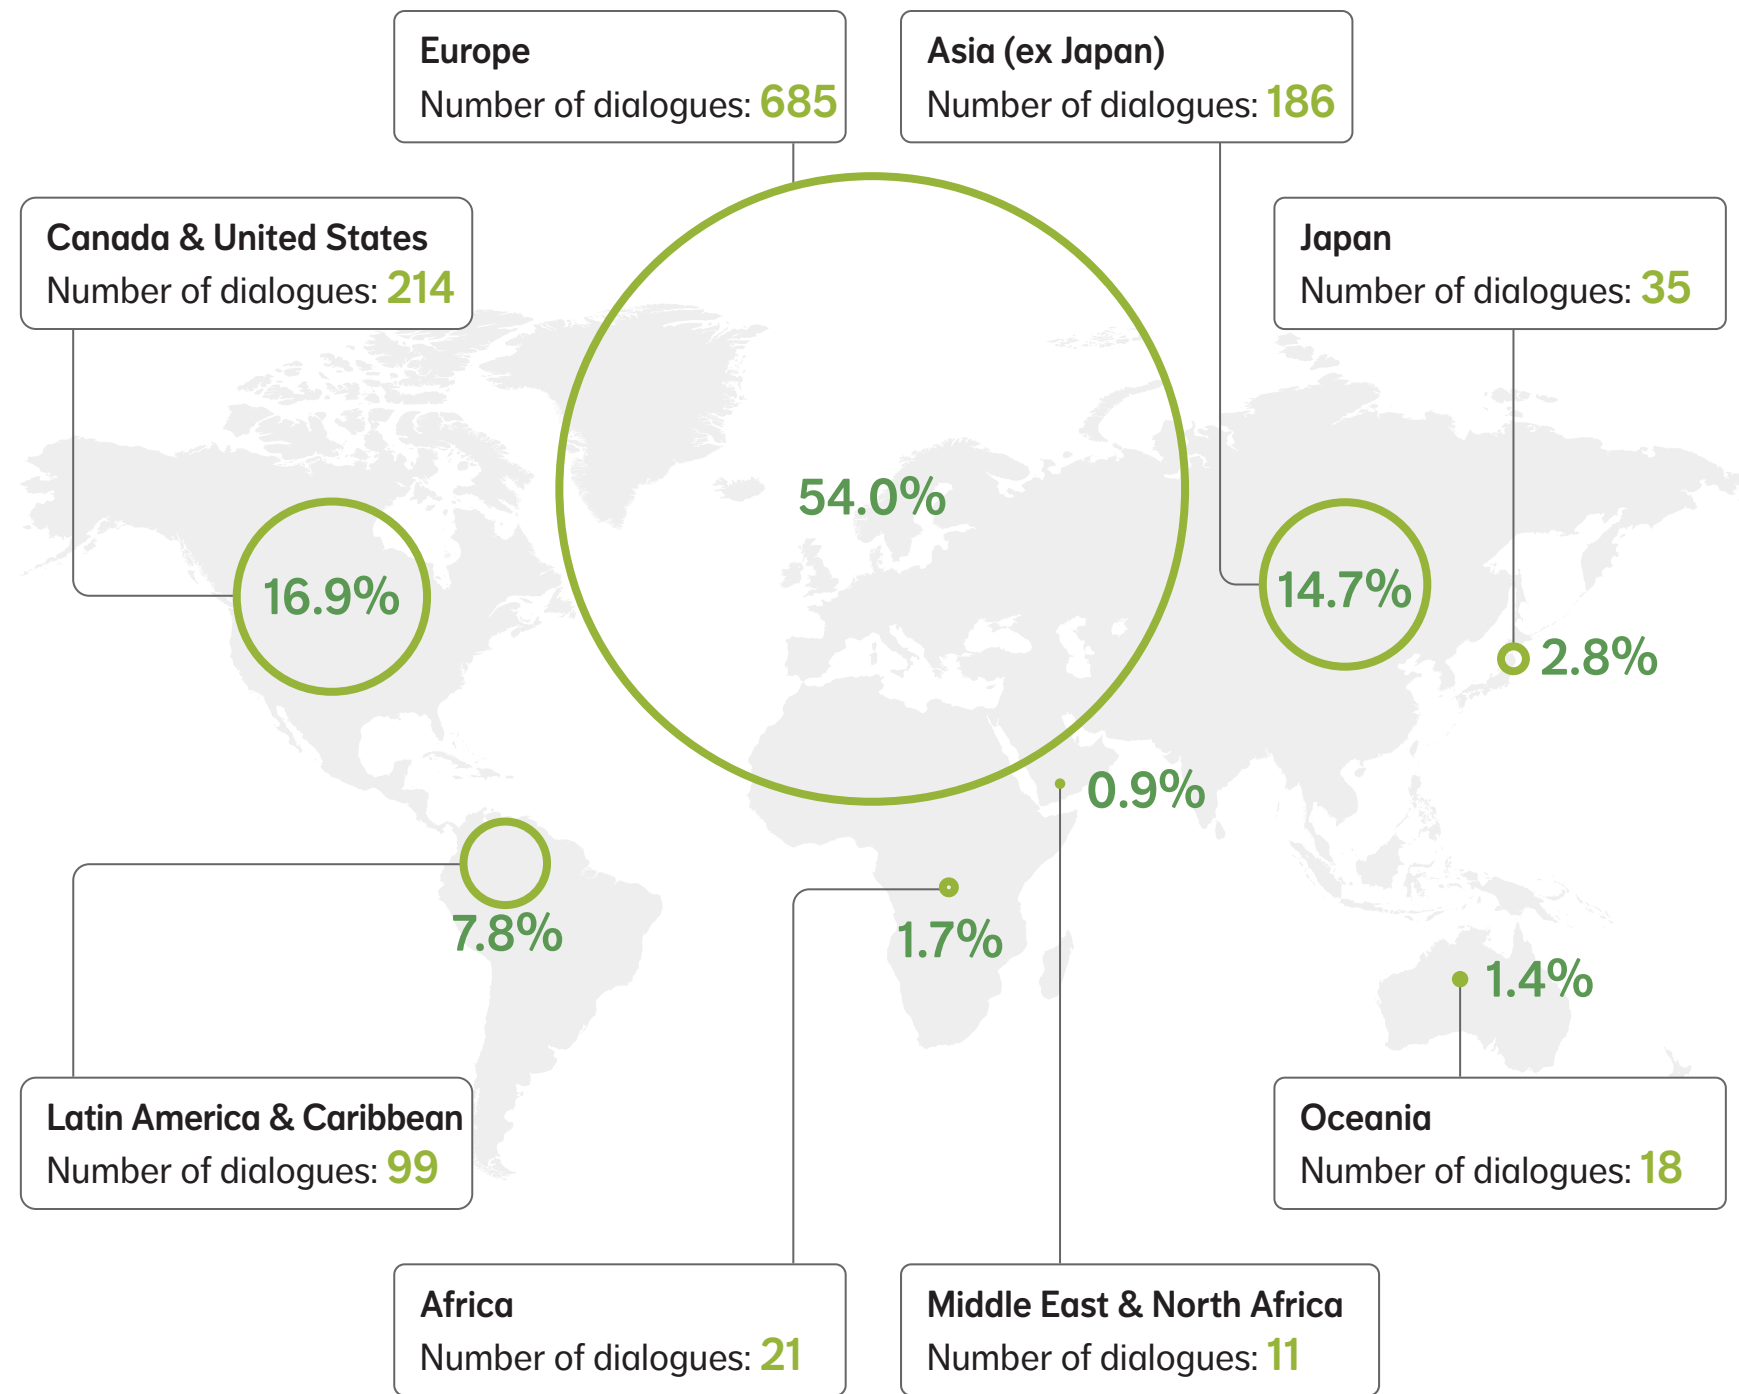 Europe
Number of dialogues: 685
Asia (ex Japan)
Number of dialogues: 186
Canada & United States
Number of dialogues: 214
Japan
Number of dialogues: 35
54.0%
16.9%
14.7%
2.8%
0.9%
7.8%
1.7%
1.4%
Latin America & Caribbean
Number of dialogues: 99
Oceania
Number of dialogues: 18
Africa
Number of dialogues: 21
Middle East & North Africa
Number of dialogues: 11